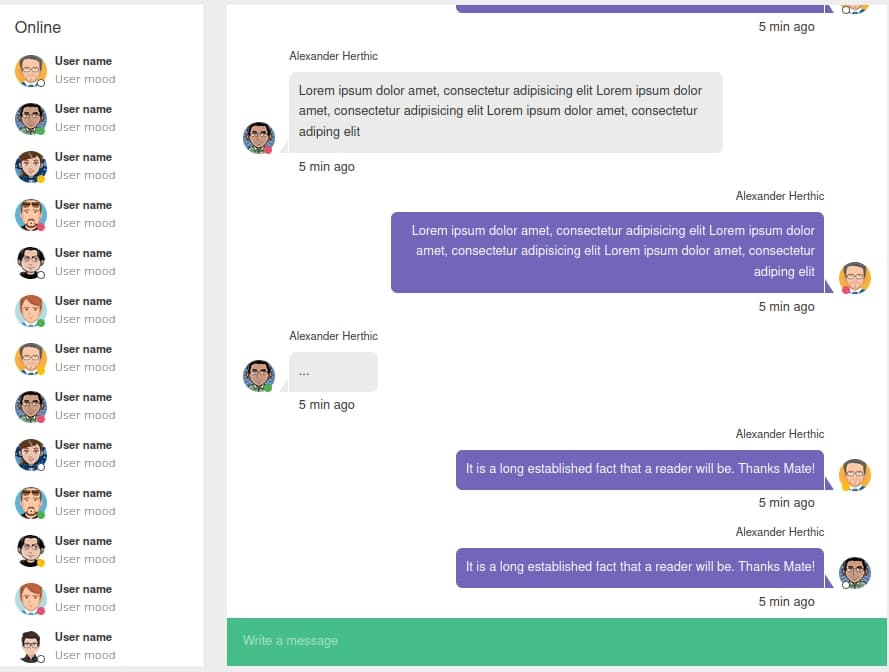 Online
User name
User mood
User name
User mood
User name
User mood
User name
User mood
User name
User mood
User name
User mood
User name
User mood
User name
User mood
User name
User mood
User name
User mood
User name
User mood
User name
User mood
User name
User mood
5 min ago
Alexander Herthic
Lorem ipsum dolor amet, consectetur adipisicing elit Lorem ipsum dolor
amet, consectetur adipisicing elit Lorem ipsum dolor amet, consectetur
adiping elit
5 min ago
Alexander Herthic
Lorem ipsum dolor amet, consectetur adipisicing elit Lorem ipsum dolor
amet, consectetur adipisicing elit Lorem ipsum dolor amet, consectetur
adiping elit
5 min ago
Alexander Herthic
...
5 min ago
Alexander Herthic
It is a long established fact that a reader will be. Thanks Mate!
5 min ago
Alexander Herthic
It is a long established fact that a reader will be. Thanks Mate!
5 min ago
Write a message